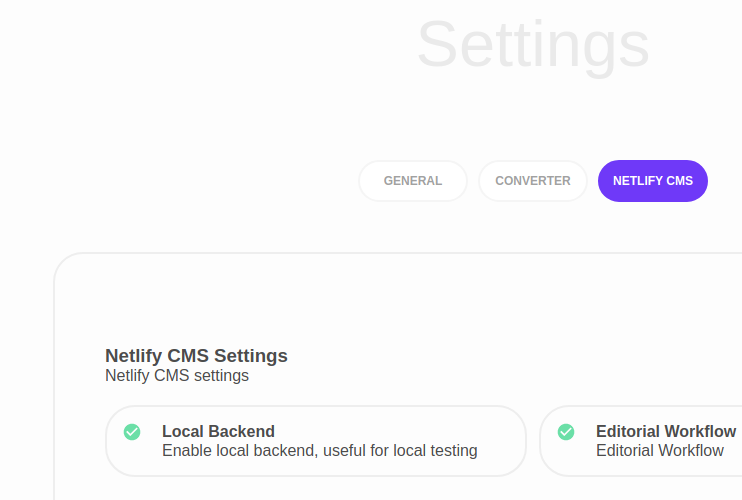 Settings
GENERAL CONVERTER NETLIFY CMS
Netlify CMS Settings
Netlify CMS settings
Local Backend
Enable local backend, useful for local testing
Editorial Workflow
Editorial Workflow